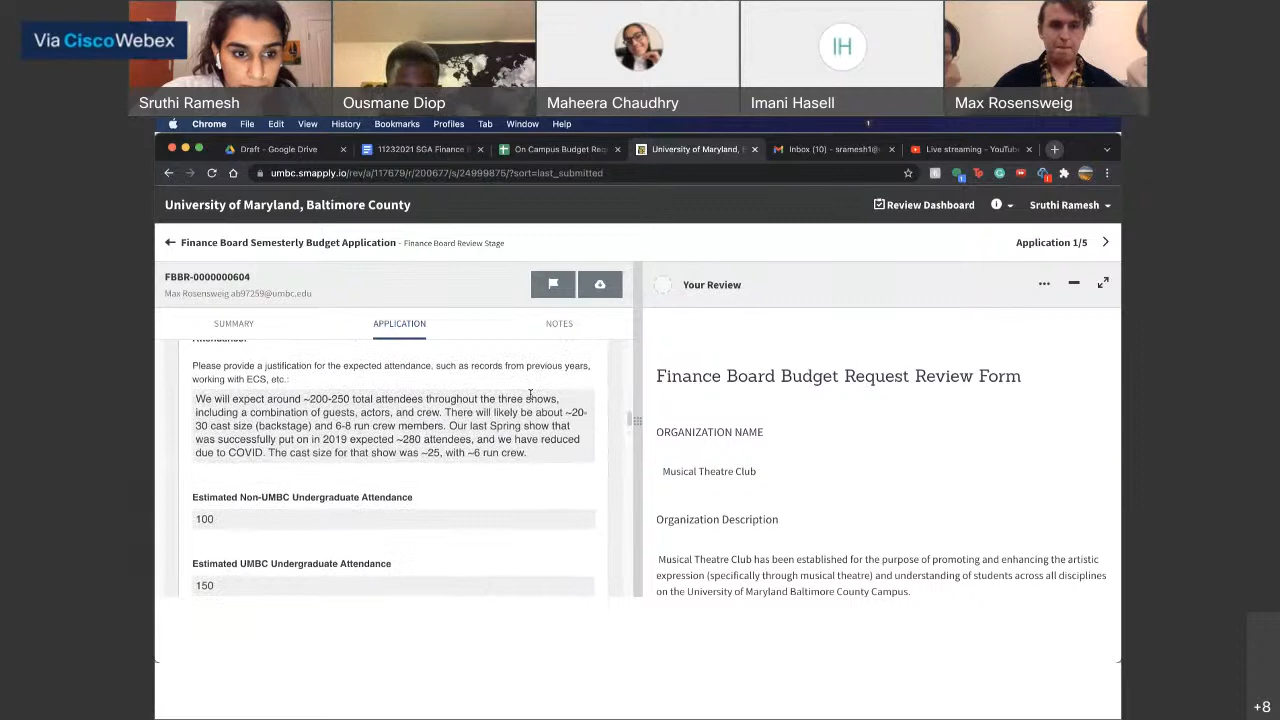 Via CiscoWebex
Sruthi Ramesh
Ousmane Diop
Maheera Chaudhry
IH
Imani Hasell
Max Rosensweig
Chrome File Edit View History Bookmarks Profiles Tab Window Help
Draft - Google Drive
11232021 SGA Finance
On Campus Budget Req
University of Maryland,
Inbox (10) - sramesh1@
Live streaming - YouTube
umbc.smapply.io/rev/a/117679/r/200677/s/24999875/?sort=last_submitted
University of Maryland, Baltimore County
Review Dashboard
Sruthi Ramesh
Finance Board Semesterly Budget Application - Finance Board Review Stage
Application 1/5
FBBR-0000000604
Max Rosensweig ab97259@umbc.edu
Your Review
SUMMARY
APPLICATION
NOTES
Attendance:
Please provide a justification for the expected attendance, such as records from previous years,
working with ECS, etc.:
We will expect around ~200-250 total attendees throughout the three shows,
including a combination of guests, actors, and crew. There will likely be about ~20-
30 cast size (backstage) and 6-8 run crew members. Our last Spring show that
was successfully put on in 2019 expected ~280 attendees, and we have reduced
due to COVID. The cast size for that show was ~25, with ~6 run crew.
Estimated Non-UMBC Undergraduate Attendance
100
Estimated UMBC Undergraduate Attendance
150
Finance Board Budget Request Review Form
ORGANIZATION NAME
Musical Theatre Club
Organization Description
Musical Theatre Club has been established for the purpose of promoting and enhancing the artistic
expression (specifically through musical theatre) and understanding of students across all disciplines
on the University of Maryland Baltimore County Campus.
+8